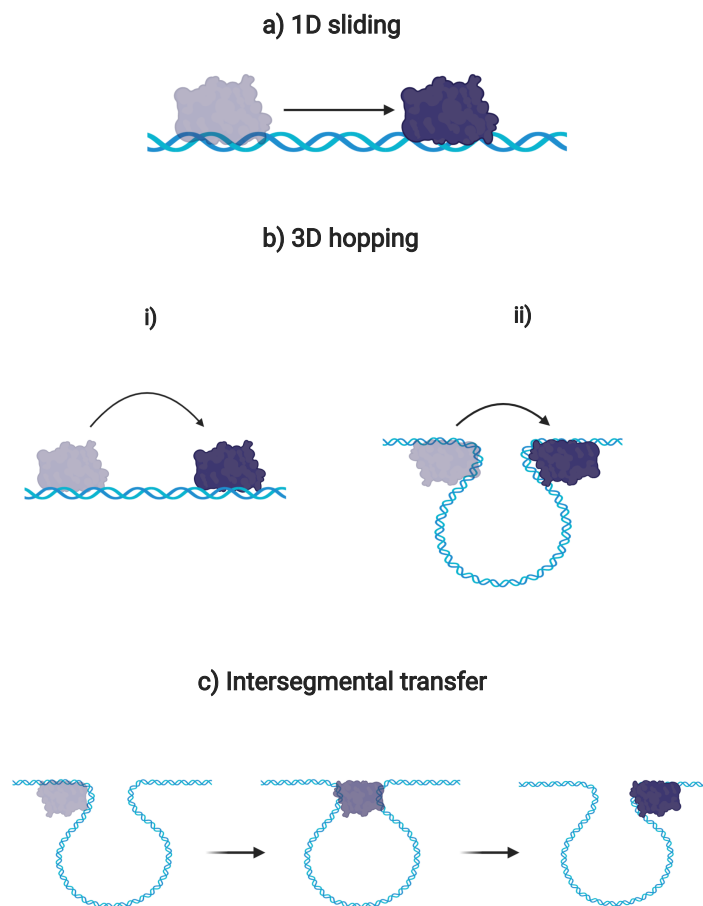 a) 1D sliding
b) 3D hopping
i)
ii)
c) Intersegmental transfer